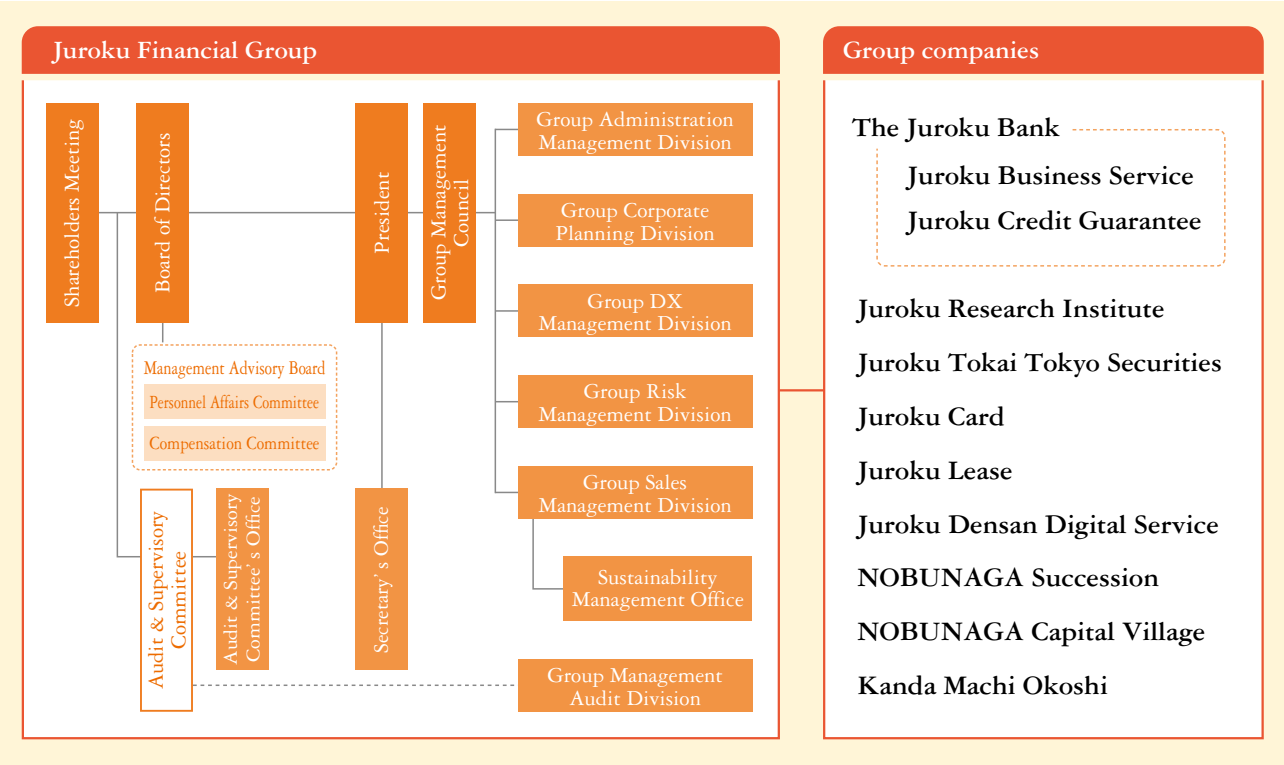 Juroku Financial Group
Shareholders Meeting
Board of Directors
President
Group Management
Council
Management Advisory Board
Personnel Affairs Committee
Compensation Committee
Audit & Supervisory
Committee
Audit & Supervisory
Committee's Office
Secretary's Office
Group Administration
Management Division
Group Corporate
Planning Division
Group DX
Management Division
Group Risk
Management Division
Group Sales
Management Division
Sustainability
Management Office
Group Management
Audit Division
Group companies
The Juroku Bank
Juroku Business Service
Juroku Credit Guarantee
Juroku Research Institute
Juroku Tokai Tokyo Securities
Juroku Card
Juroku Lease
Juroku Densan Digital Service
NOBUNAGA Succession
NOBUNAGA Capital Village
Kanda Machi Okoshi